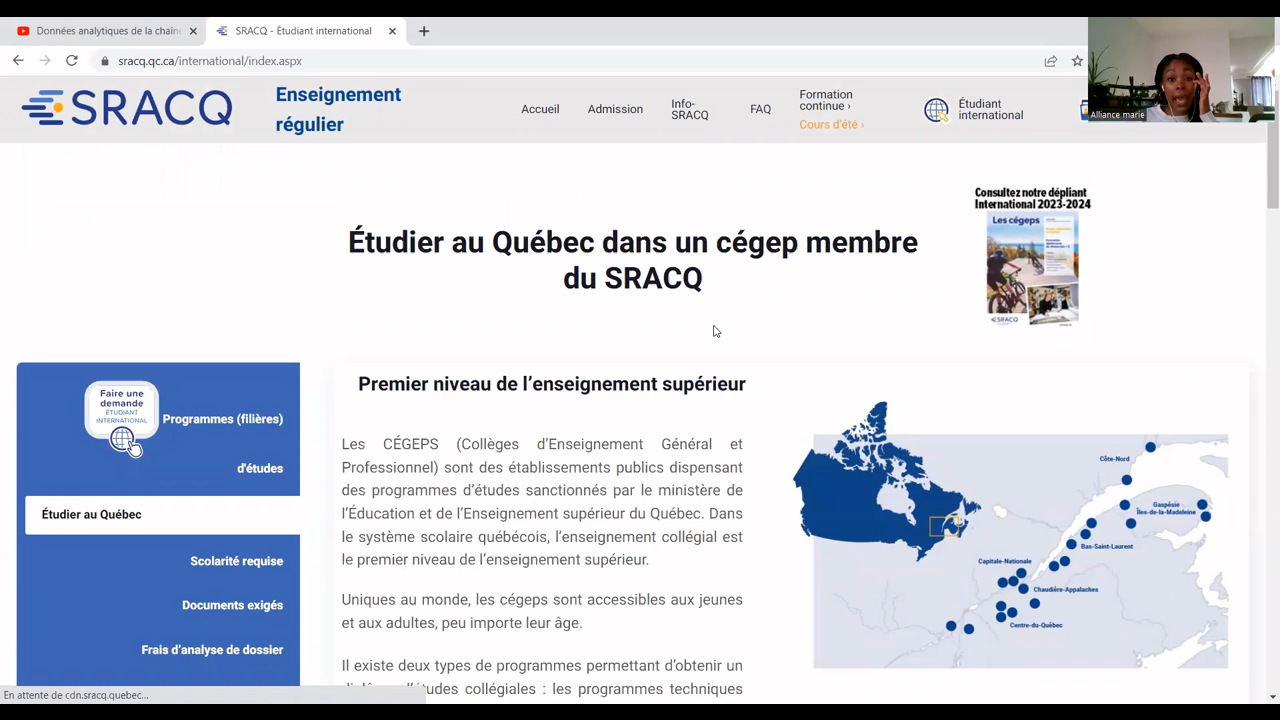 Données analytiques de la chaîne
SRACQ - Étudiant international
sracq.qc.ca/international/index.aspx
SRACQ
Enseignement
régulier
Accueil
Admission
Info-
SRACQ
FAQ
Formation
continue ›
Cours d'été ›
Étudiant
international
Alliance marie
Consultez notre dépliant
International 2023-2024
Les cégeps
SRACQ
Étudier au Québec dans un cégep membre
du SRACQ
Faire une
demande
ÉTUDIANT
INTERNATIONAL
Programmes (filières)
d'études
Étudier au Québec
Scolarité requise
Documents exigés
Frais d'analyse de dossier
Premier niveau de l'enseignement supérieur
Les CÉGEPS (Collèges d'Enseignement Général et
Professionnel) sont des établissements publics dispensant
des programmes d'études sanctionnés par le ministère de
l'Éducation et de l'Enseignement supérieur du Québec. Dans
le système scolaire québécois, l'enseignement collégial est
le premier niveau de l'enseignement supérieur.
Uniques au monde, les cégeps sont accessibles aux jeunes
et aux adultes, peu importe leur âge.
Il existe deux types de programmes permettant d'obtenir un
diplôme d'études collégiales : les programmes techniques
Côte-Nord
Gaspésie
Îles-de-la-Madeleine
Bas-Saint-Laurent
Capitale-Nationale
Chaudière-Appalaches
Centre-du-Québec
En attente de cdn.sracq.quebec...